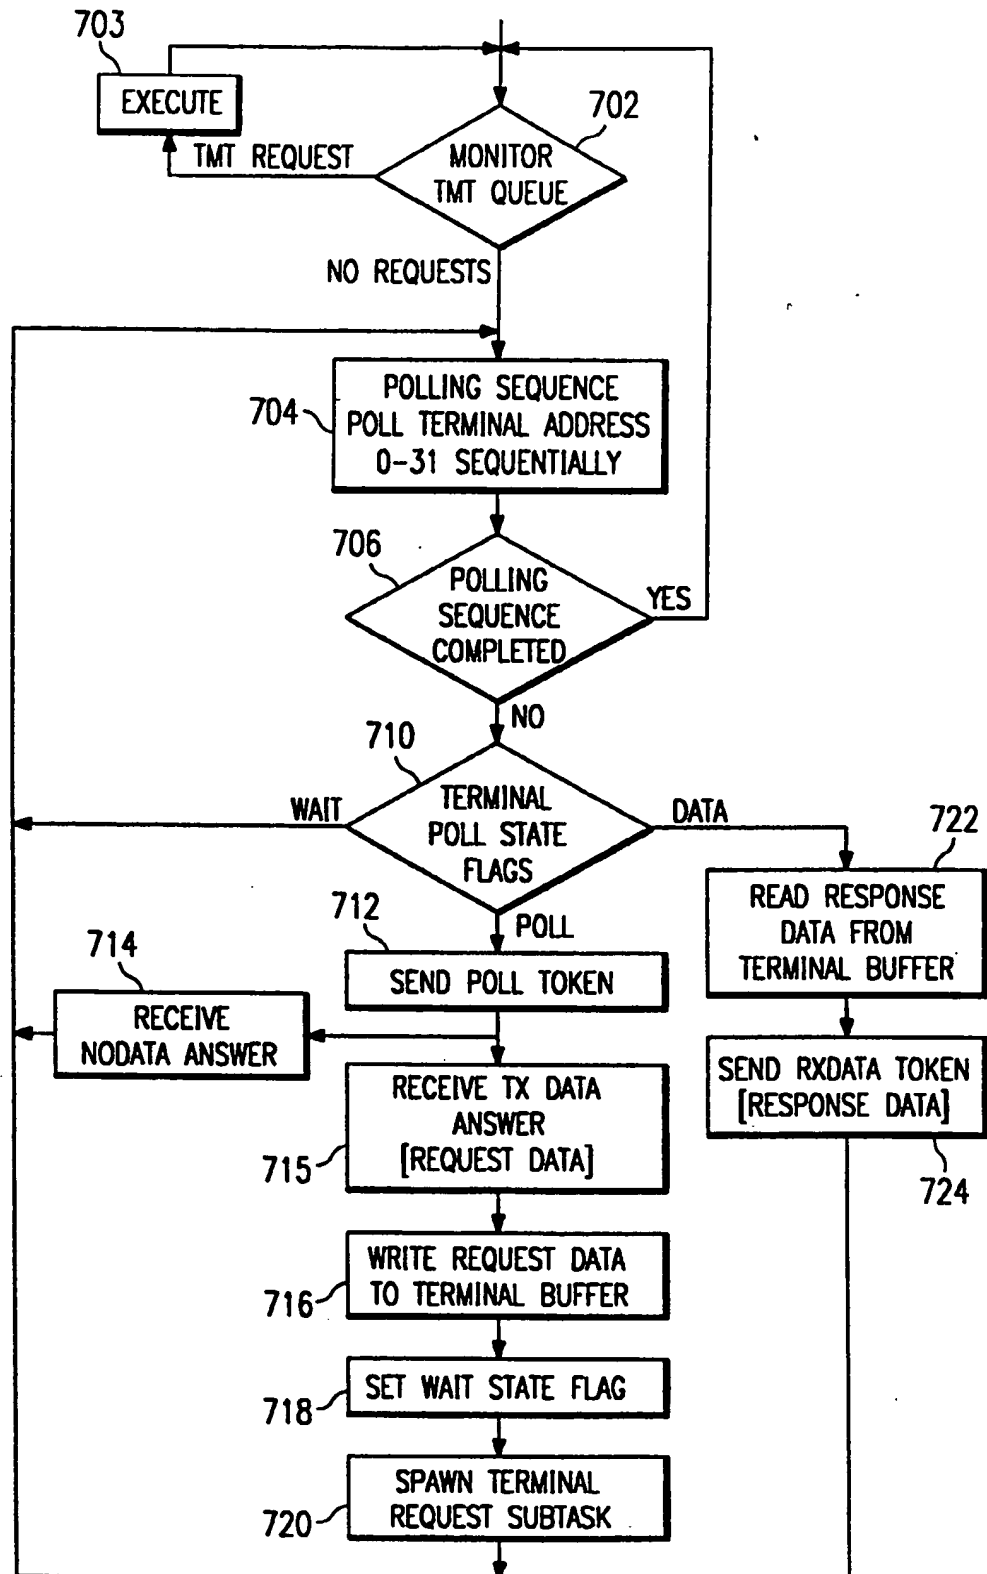 703
EXECUTE
702
TMT REQUEST
MONITOR
TMT QUEUE
NO REQUESTS
704
POLLING SEQUENCE
POLL TERMINAL ADDRESS
0-31 SEQUENTIALLY
706
POLLING
SEQUENCE
COMPLETED
YES
NO
710
WAIT
TERMINAL
POLL STATE
FLAGS
DATA
722
READ RESPONSE
DATA FROM
TERMINAL BUFFER
712
POLL
SEND POLL TOKEN
714
RECEIVE
NODATA ANSWER
RECEIVE TX DATA
ANSWER
[REQUEST DATA]
715
SEND RXDATA TOKEN
[RESPONSE DATA]
724
WRITE REQUEST DATA
TO TERMINAL BUFFER
716
SET WAIT STATE FLAG
718
SPAWN TERMINAL
REQUEST SUBTASK
720